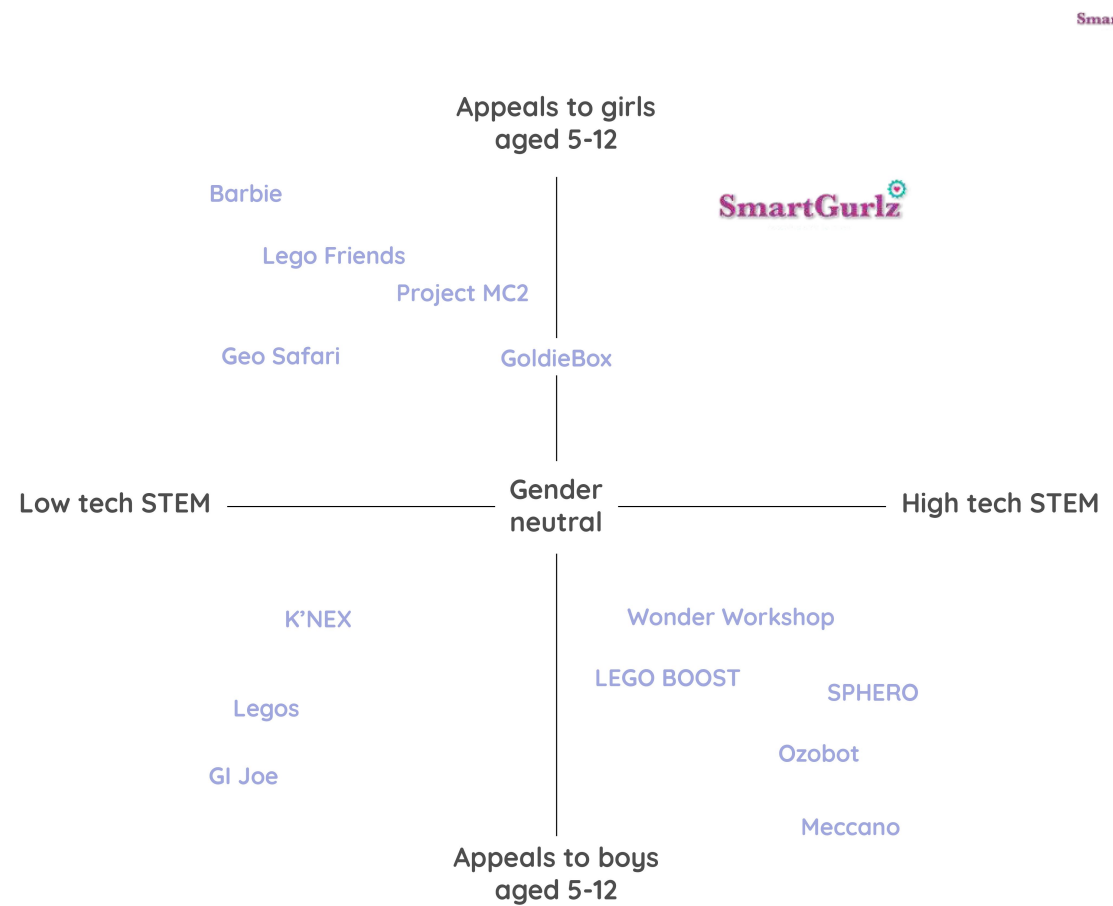 Smar
Appeals to girls
aged 5-12
Barbie
SmartGurlz
Lego Friends
Project MC2
Geo Safari
GoldieBox
Low tech STEM
Gender
neutral
High tech STEM
K’NEX
Wonder Workshop
LEGO BOOST
SPHERO
Legos
Ozobot
GI Joe
Meccano
Appeals to boys
aged 5-12